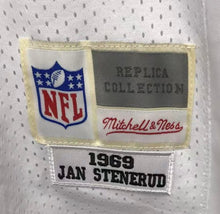 REPLICA
COLLECTION
NFL
Mitchell & Ness
1969
JAN STENERUD